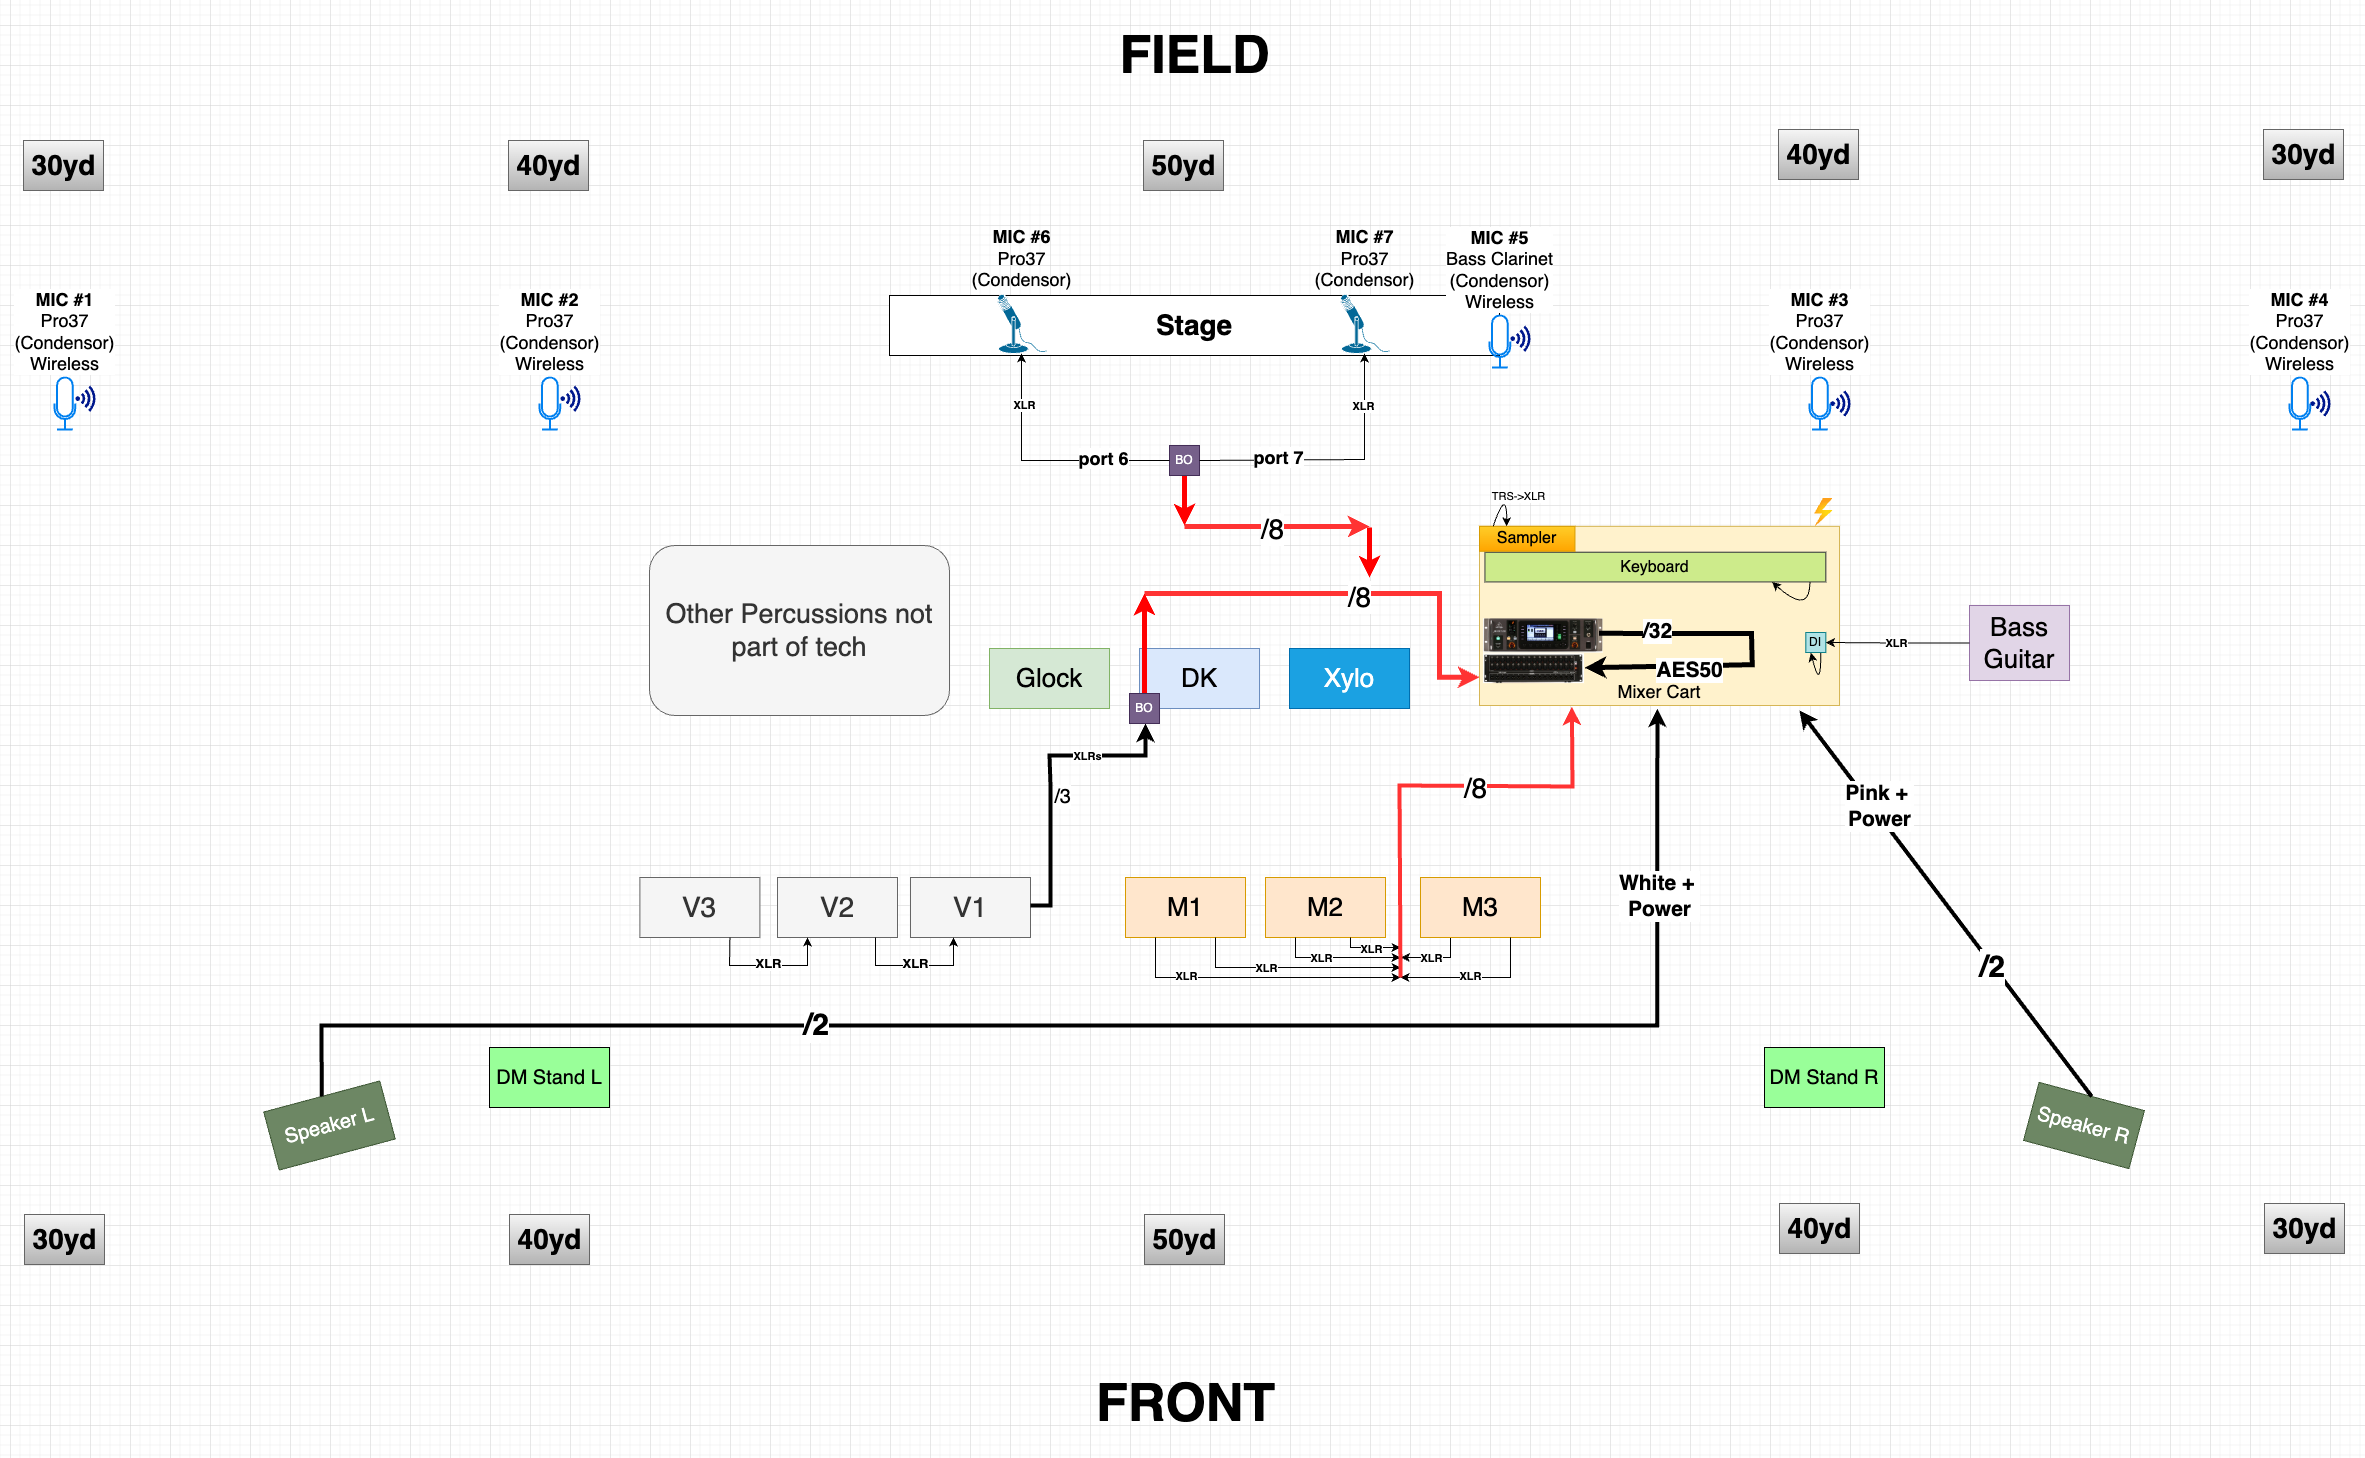 FIELD
30yd
40yd
50yd
40yd
30yd
MIC #6
Pro37
(Condensor)
MIC #7
Pro37
(Condensor)
MIC #5
Bass Clarinet
(Condensor)
Wireless
MIC #1
Pro37
(Condensor)
Wireless
MIC #2
Pro37
(Condensor)
Wireless
Stage
MIC #3
Pro37
(Condensor)
Wireless
MIC #4
Pro37
(Condensor)
Wireless
XLR
XLR
port 6
BO
port 7
/8
TRS->XLR
Sampler
Keyboard
/8
Other Percussions not
part of tech
/32
AES50
Mixer Cart
DI
XLR
Bass
Guitar
Glock
DK
Xylo
BO
XLRs
/3
/8
Pink +
Power
White +
Power
V3
V2
V1
M1
M2
M3
XLR
XLR
XLR
XLR
XLR
XLR
XLR
XLR
/2
/2
DM Stand L
DM Stand R
Speaker L
Speaker R
30yd
40yd
50yd
40yd
30yd
FRONT